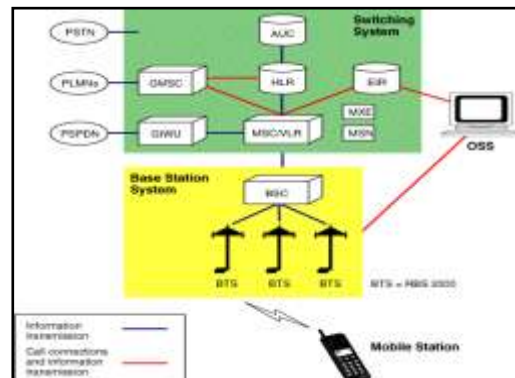 Switching
System
PSTN
AUC
PLMNs
GMSC
HLR
EIR
MXE
MSN
PSPDN
GIWU
MSC/VLR
OSS
Base Station
System
BSC
BTS
BTS
BTS
BTS = RBS
Information
transmission
Call connections
and information
transmission
Mobile Station